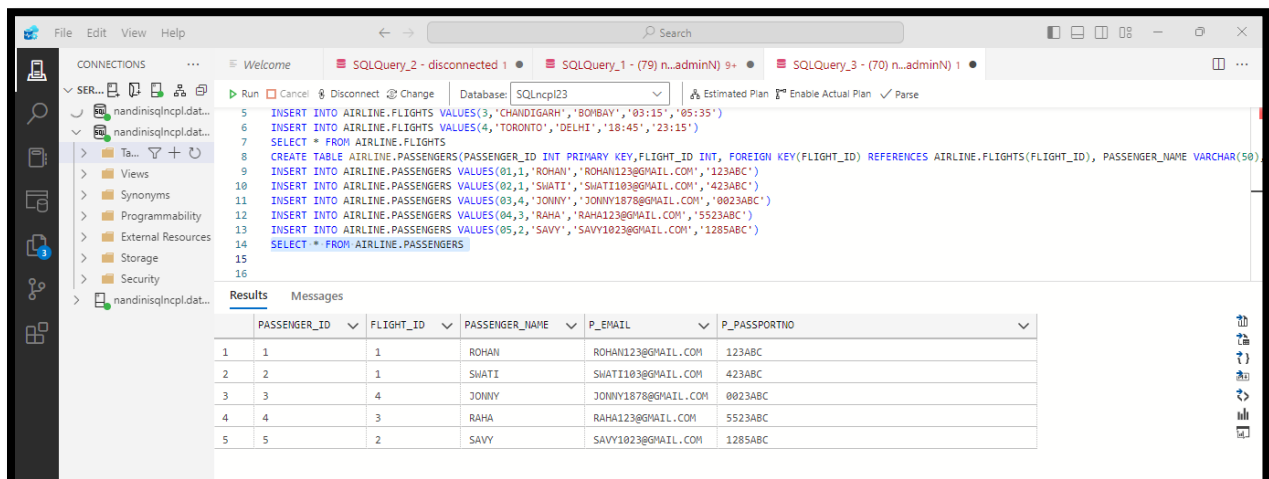 File Edit View Help Search
CONNECTIONS ... Welcome SQLQuery_2 - disconnected 1 SQLQuery_1 - (79) n...adminN) 9+ SQLQuery_3 - (70) n...adminN) 1
SER... Run Cancel Disconnect Change Database: SQLncpl23 Estimated Plan Enable Actual Plan Parse
nandinisqlncpl.dat...
nandinisqlncpl.dat...
Ta...
Views
Synonyms
Programmability
External Resources
Storage
Security
nandinisqlncpl.dat...
3
5 INSERT INTO AIRLINE.FLIGHTS VALUES(3,'CHANDIGARH','BOMBAY','03:15','05:35')
6 INSERT INTO AIRLINE.FLIGHTS VALUES(4,'TORONTO','DELHI','18:45','23:15')
7 SELECT * FROM AIRLINE.FLIGHTS
8 CREATE TABLE AIRLINE.PASSENGERS(PASSENGER_ID INT PRIMARY KEY,FLIGHT_ID INT, FOREIGN KEY(FLIGHT_ID) REFERENCES AIRLINE.FLIGHTS(FLIGHT_ID), PASSENGER_NAME VARCHAR(50),
9 INSERT INTO AIRLINE.PASSENGERS VALUES(01,1,'ROHAN','ROHAN123@GMAIL.COM','123ABC')
10 INSERT INTO AIRLINE.PASSENGERS VALUES(02,1,'SWATI','SWATI103@GMAIL.COM','423ABC')
11 INSERT INTO AIRLINE.PASSENGERS VALUES(03,4,'JONNY','JONNY1878@GMAIL.COM','0023ABC')
12 INSERT INTO AIRLINE.PASSENGERS VALUES(04,3,'RAHA','RAHA123@GMAIL.COM','5523ABC')
13 INSERT INTO AIRLINE.PASSENGERS VALUES(05,2,'SAVY','SAVY1023@GMAIL.COM','1285ABC')
14 SELECT * FROM AIRLINE.PASSENGERS
15
16
Results Messages
PASSENGER_ID FLIGHT_ID PASSENGER_NAME P_EMAIL P_PASSPORTNO
1 1 1 ROHAN ROHAN123@GMAIL.COM 123ABC
2 2 1 SWATI SWATI103@GMAIL.COM 423ABC
3 3 4 JONNY JONNY1878@GMAIL.COM 0023ABC
4 4 3 RAHA RAHA123@GMAIL.COM 5523ABC
5 5 2 SAVY SAVY1023@GMAIL.COM 1285ABC